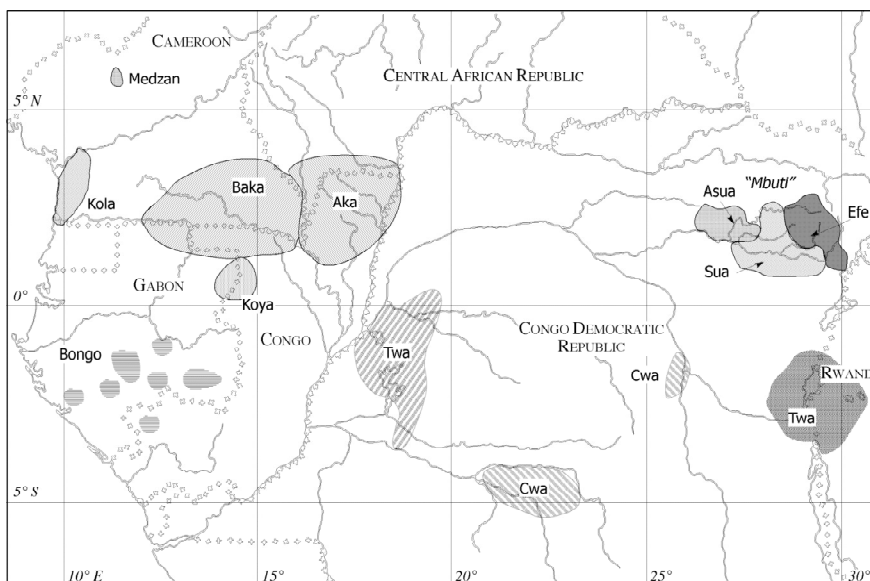 CAMEROON
Medzan
CENTRAL AFRICAN REPUBLIC
5° N
"Mbuti"
Baka
Aka
Asua
Kola
Efe
Sua
GABON
Koya
0°
CONGO
CONGO DEMOCRATIC
REPUBLIC
Bongo
Twa
Cwa
RWAND
Twa
5° S
Cwa
10° E
15°
20°
25°
30°